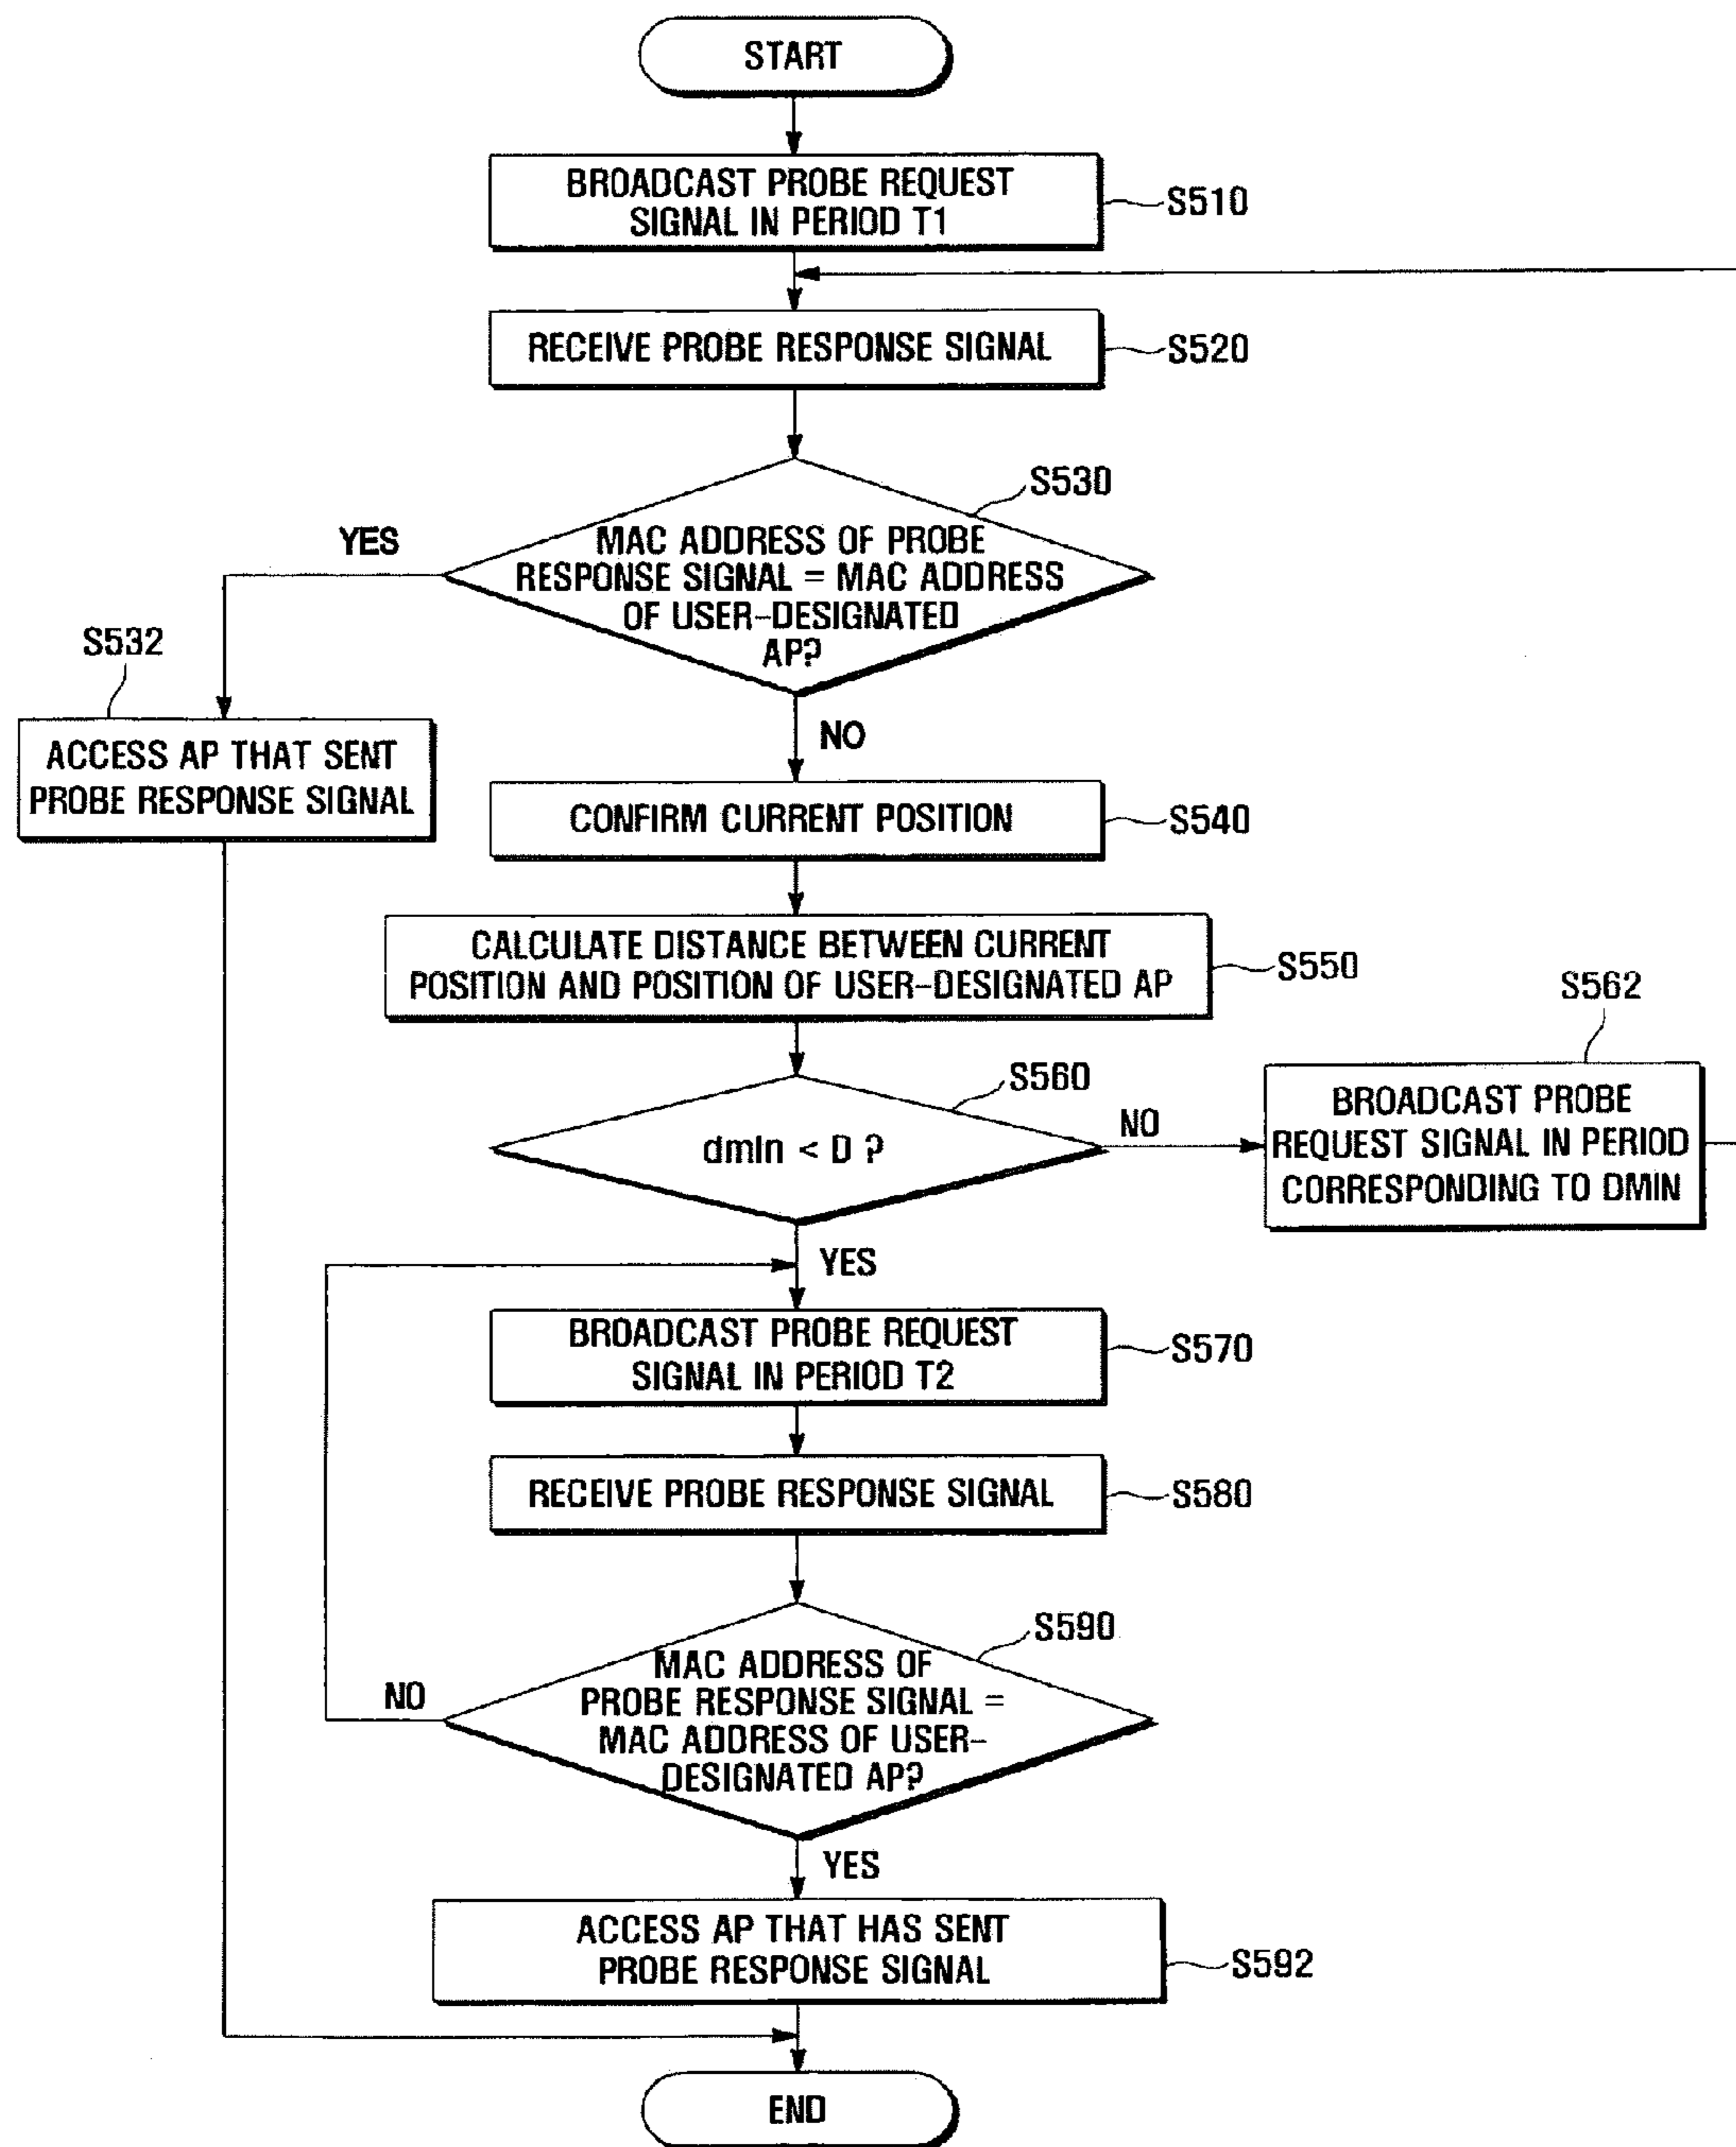 START
BROADCAST PROBE REQUEST
SIGNAL IN PERIOD T1
S510
RECEIVE PROBE RESPONSE SIGNAL
S520
S530
YES
MAC ADDRESS OF PROBE
RESPONSE SIGNAL = MAC ADDRESS
OF USER-DESIGNATED
AP?
S532
ACCESS AP THAT SENT
PROBE RESPONSE SIGNAL
NO
CONFIRM CURRENT POSITION
S540
CALCULATE DISTANCE BETWEEN CURRENT
POSITION AND POSITION OF USER-DESIGNATED AP
S550
S562
S560
dmin < D ?
NO
BROADCAST PROBE
REQUEST SIGNAL IN PERIOD
CORRESPONDING TO DMIN
YES
BROADCAST PROBE REQUEST
SIGNAL IN PERIOD T2
S570
RECEIVE PROBE RESPONSE SIGNAL
S580
S590
NO
MAC ADDRESS OF
PROBE RESPONSE SIGNAL =
MAC ADDRESS OF USER-
DESIGNATED AP?
YES
ACCESS AP THAT HAS SENT
PROBE RESPONSE SIGNAL
S592
END